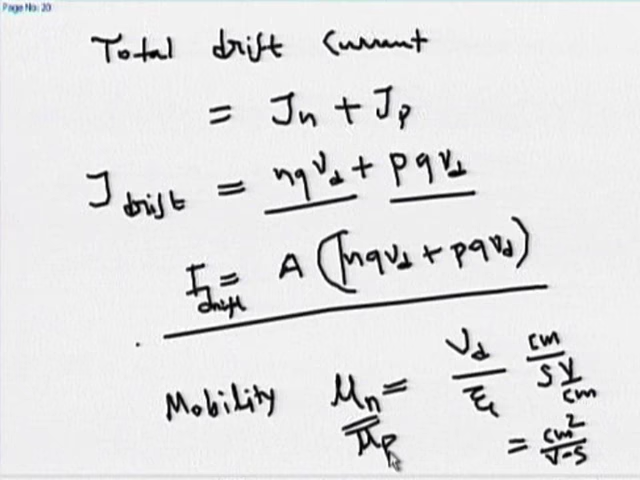 Page No: 20
Total drift current
= Jn + Jp
J drift = nqVd + pqVd
I drift = A (nqVd + pqVd)
Mobility μn = Vd / ξ cm / S V/cm
μp = cm² / V-S